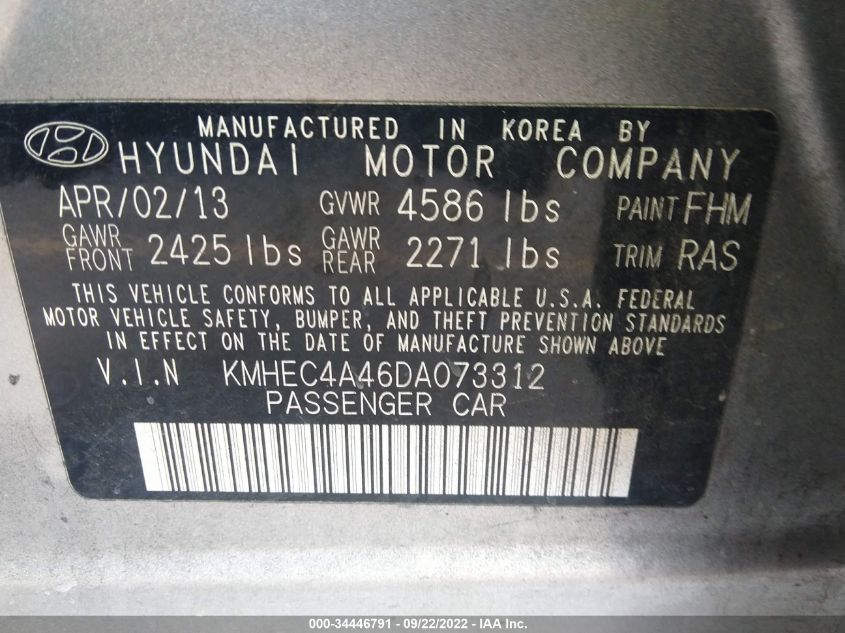 MANUFACTURED IN KOREA BY
HYUNDAI MOTOR COMPANY
APR/02/13 GVWR 4586 lbs PAINT FHM
GAWR FRONT 2425 lbs GAWR REAR 2271 lbs TRIM RAS
THIS VEHICLE CONFORMS TO ALL APPLICABLE U.S.A. FEDERAL
MOTOR VEHICLE SAFETY, BUMPER, AND THEFT PREVENTION STANDARDS
IN EFFECT ON THE DATE OF MANUFACTURE SHOWN ABOVE
V.I.N KMHEC4A46DA073312
PASSENGER CAR
000-34446791 - 09/22/2022 - IAA Inc.